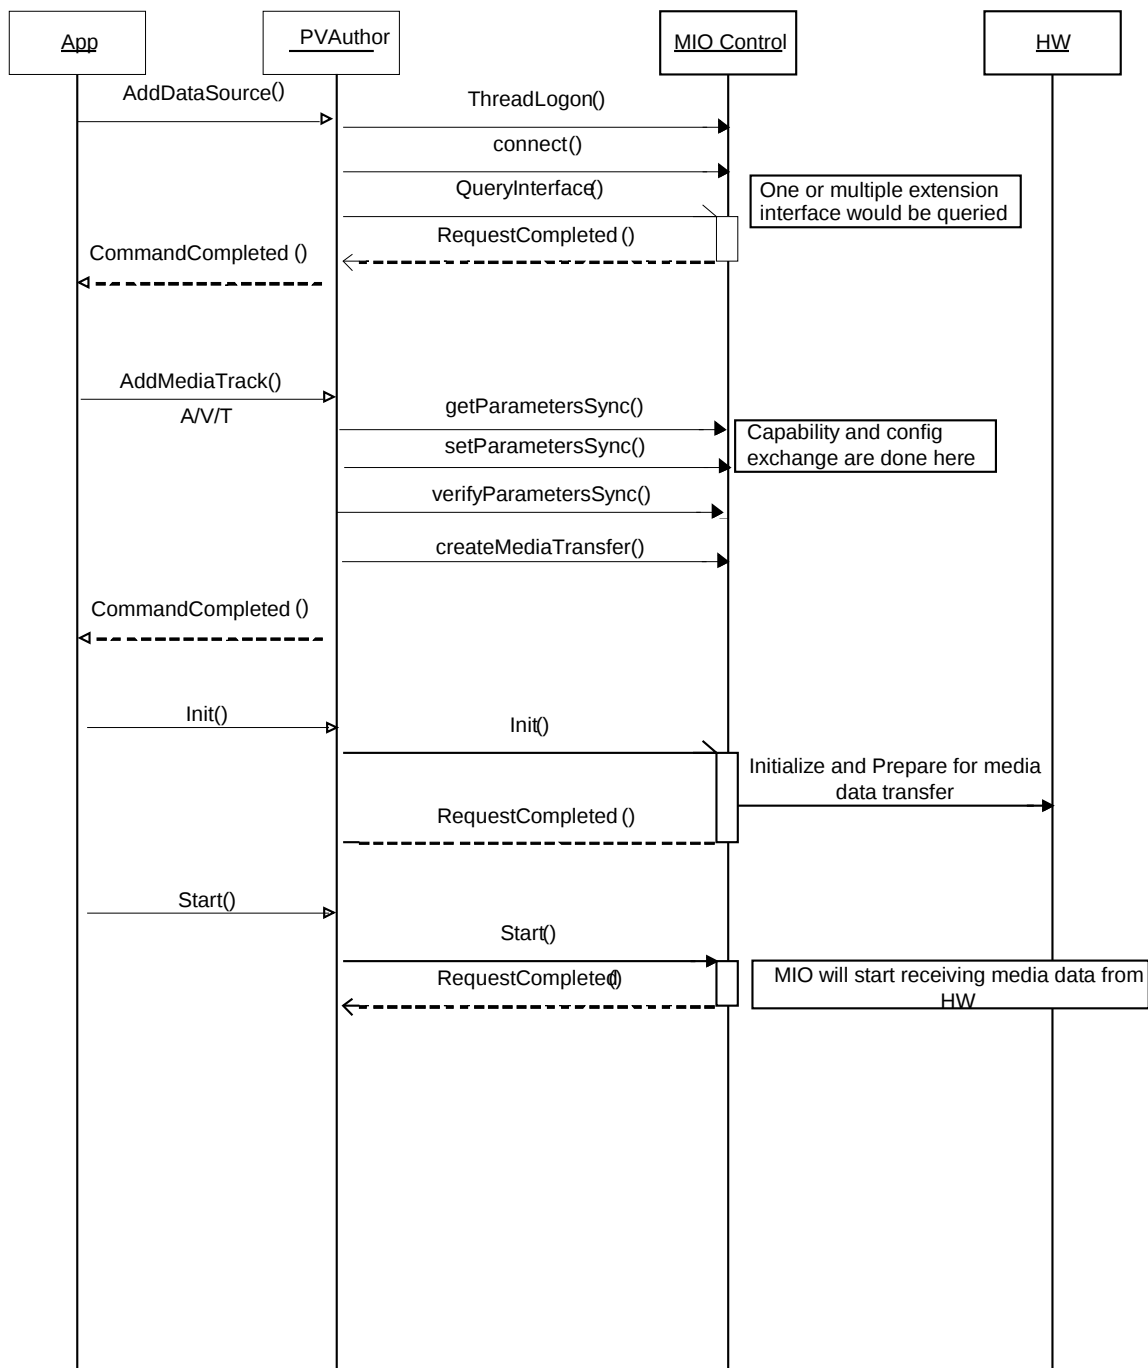 App
PVAuthor
MIO Control
HW
AddDataSource()
ThreadLogon()
connect()
QueryInterface()
One or multiple extension
interface would be queried
RequestCompleted ()
CommandCompleted ()
AddMediaTrack()
A/V/T
getParametersSync()
setParametersSync()
Capability and config
exchange are done here
verifyParametersSync()
createMediaTransfer()
CommandCompleted ()
Init()
Init()
Initialize and Prepare for media
data transfer
RequestCompleted ()
Start()
Start()
RequestCompleted()
MIO will start receiving media data from
HW